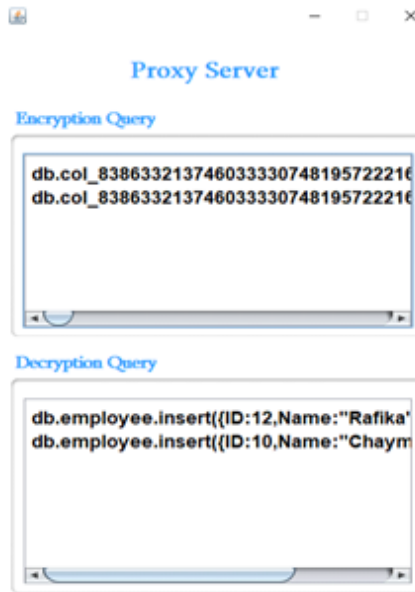 Proxy Server
Encryption Query
db.col_838633213746033330748195722216
db.col_838633213746033330748195722216
Decryption Query
db.employee.insert({ID:12,Name:"Rafika"
db.employee.insert({ID:10,Name:"Chaym